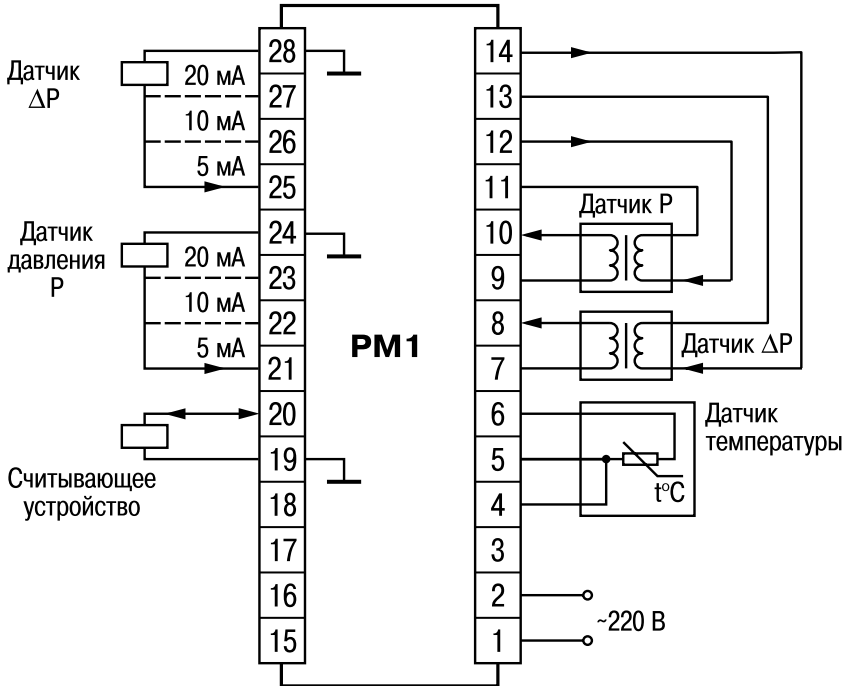 Датчик
ΔP
20 мА
10 мА
5 мА
28
27
26
25
Датчик
давления
P
20 мА
10 мА
5 мА
24
23
22
21
Считывающее
устройство
20
19
18
17
16
15
РМ1
14
13
12
11
10
9
8
7
6
5
4
3
2
1
Датчик P
Датчик ΔP
Датчик
температуры
t°C
~220 В